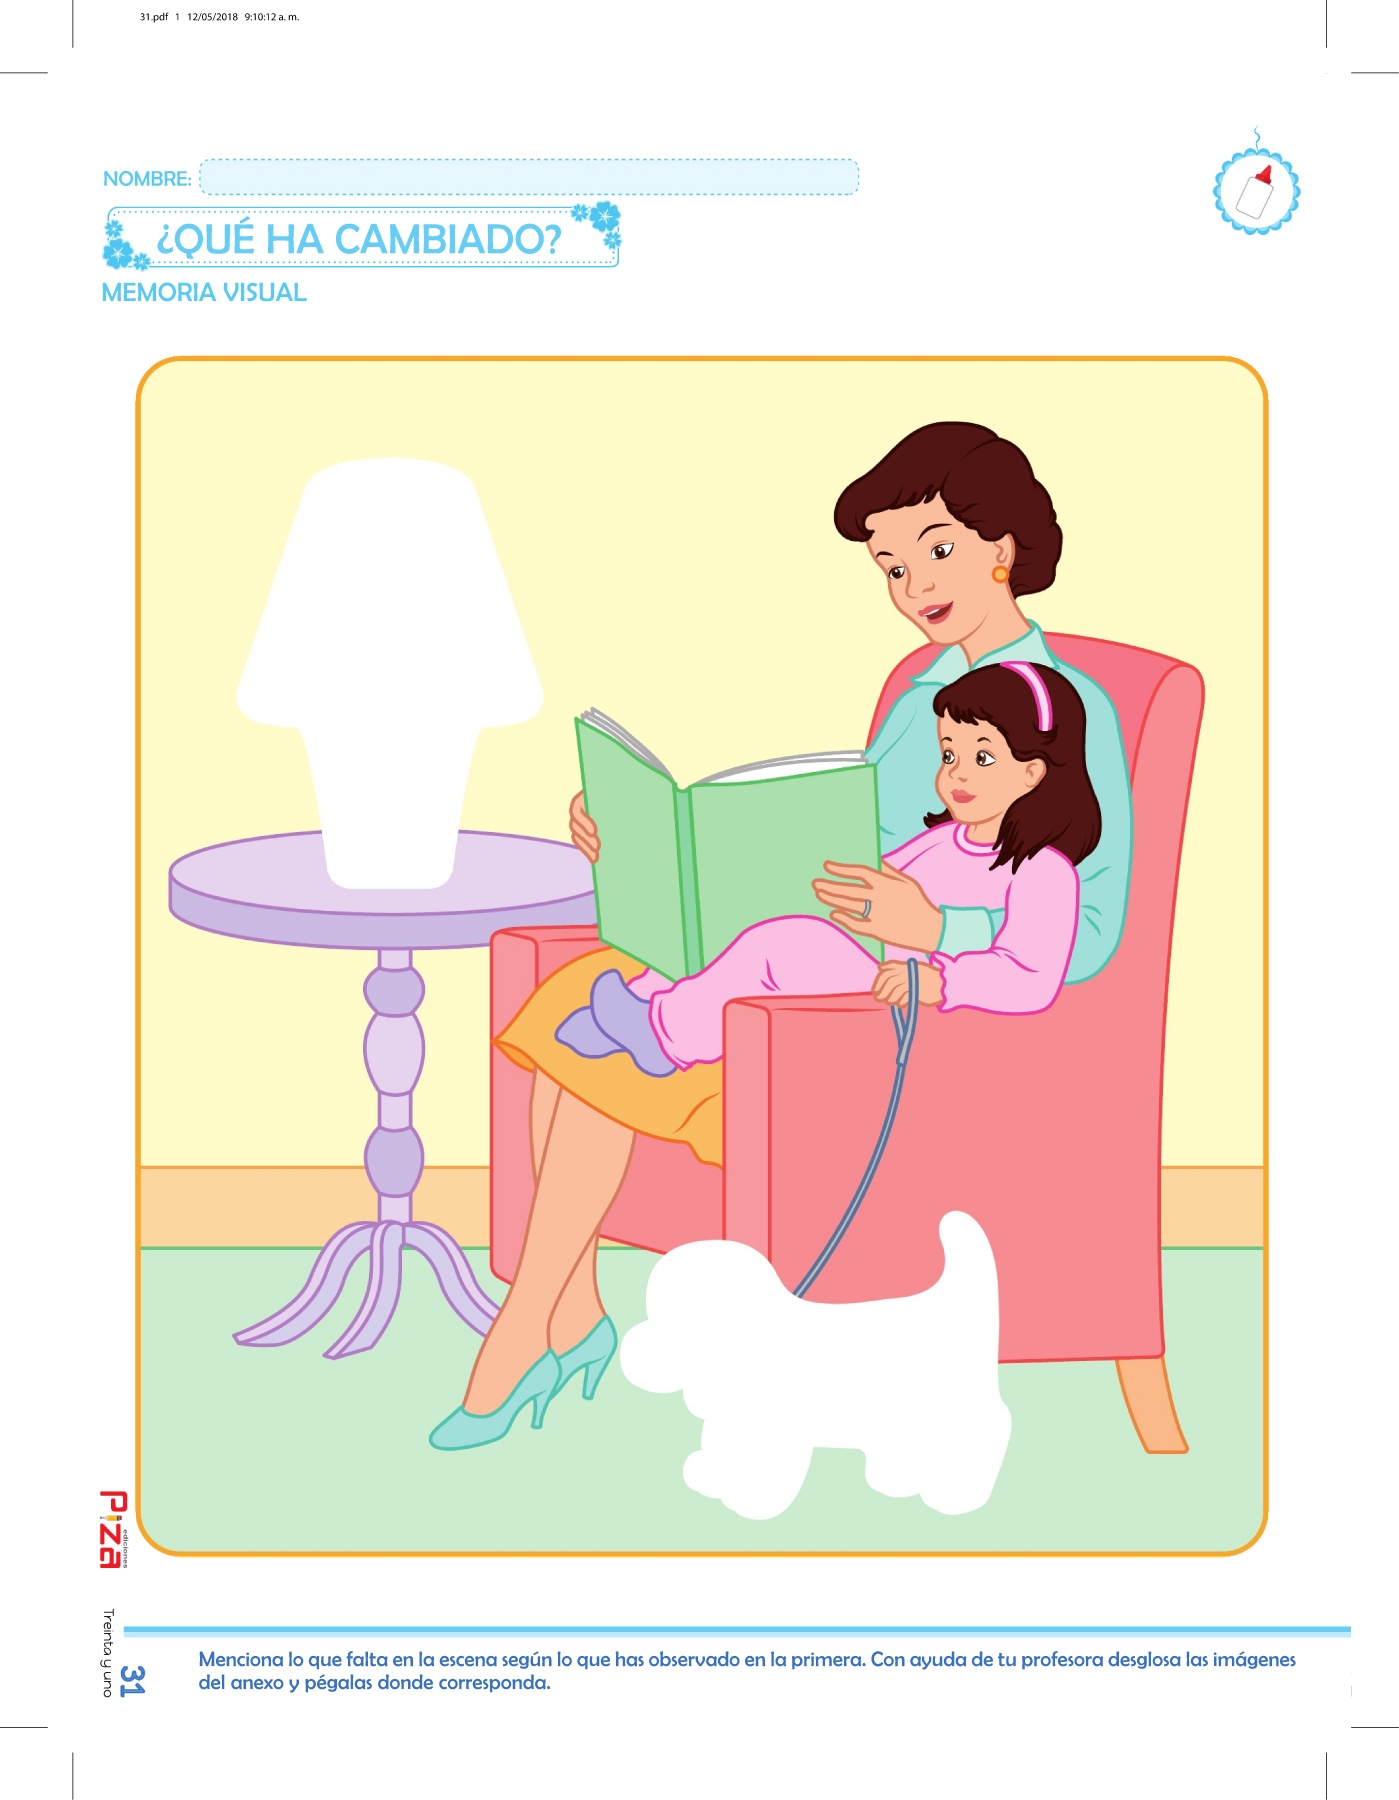 31.pdf 1 12/05/2018 9:10:12 a. m.
NOMBRE:
¿QUÉ HA CAMBIADO?
MEMORIA VISUAL
Piza
ediciones
Treinta y uno
31
Menciona lo que falta en la escena según lo que has observado en la primera. Con ayuda de tu profesora desglosa las imágenes
del anexo y pégalas donde corresponda.